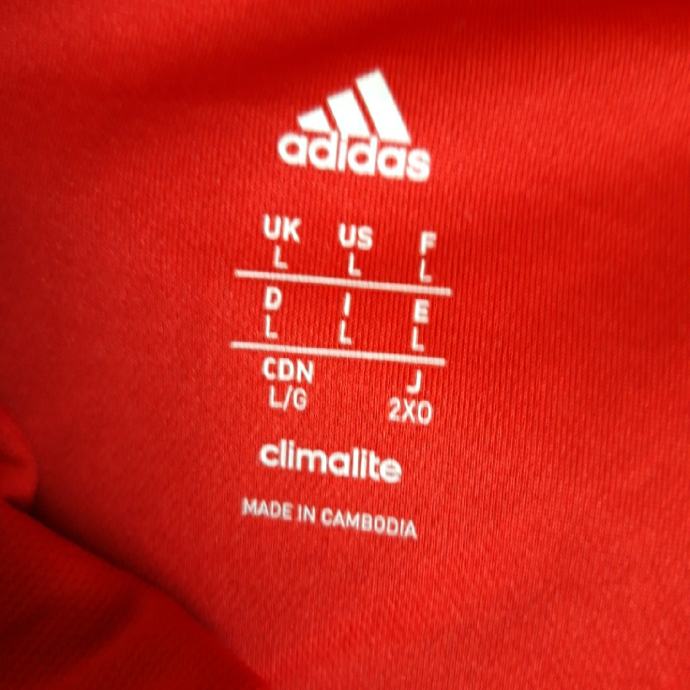 adidas
UK US F
L L L
D I E
L L L
CDN J
L/G 2XO
climalite
MADE IN CAMBODIA